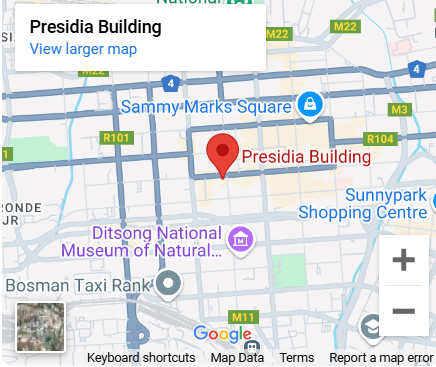 National
Presidia Building
View larger map
M22
M22
4
4
Sammy Marks Square
M3
R101
R104
Presidia Building
Sunnypark
Shopping Centre
RONDE
JR
Ditsong National
Museum of Natural...
Bosman Taxi Rank
M11
Google
Keyboard shortcuts
Map Data
Terms
Report a map error